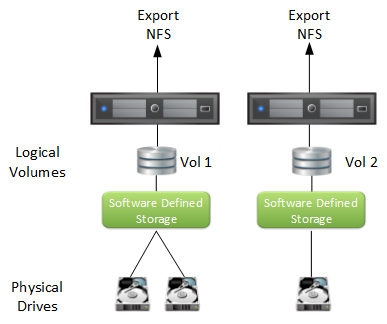 Export
NFS
Export
NFS
Logical
Volumes
Vol 1
Vol 2
Software Defined
Storage
Software Defined
Storage
Physical
Drives